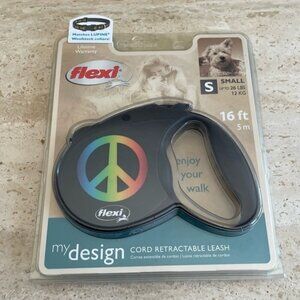 Matches LUPINE®
Woodstock collars!
Lifetime
Warranty
flexi
S
SMALL
up to 26 LBS
12 KG
16 ft
5 m
enjoy
your
walk
flexi
my design
CORD RETRACTABLE LEASH